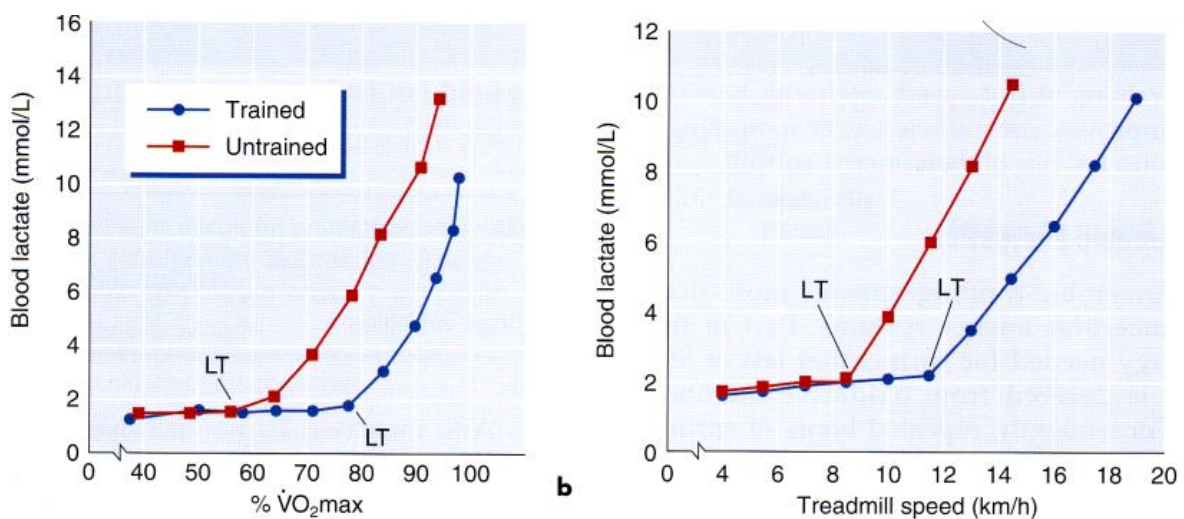 16
14
12
10
8
6
4
2
0
Blood lactate (mmol/L)
Trained
Untrained
LT
LT
0 40 50 60 70 80 90 100
% V̇O2max
b
12
10
8
6
4
2
0
Blood lactate (mmol/L)
LT
LT
0 4 6 8 10 12 14 16 18 20
Treadmill speed (km/h)